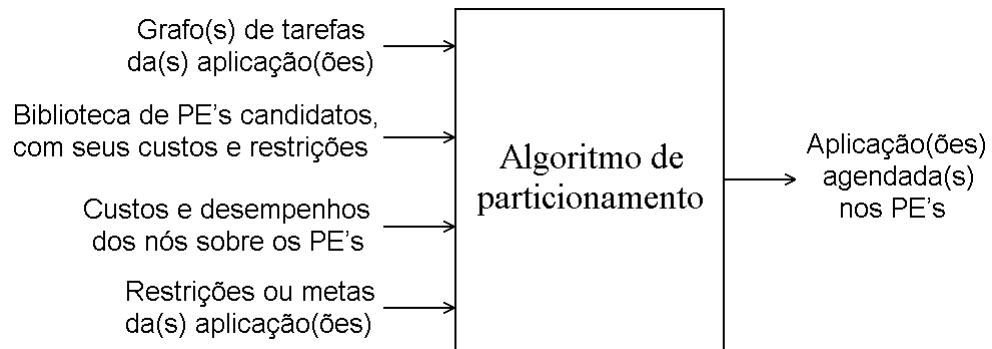 Grafo(s) de tarefas
da(s) aplicação(ões)
Biblioteca de PE's candidatos,
com seus custos e restrições
Custos e desempenhos
dos nós sobre os PE's
Restrições ou metas
da(s) aplicação(ões)
Algoritmo de
particionamento
Aplicação(ões)
agendada(s)
nos PE's